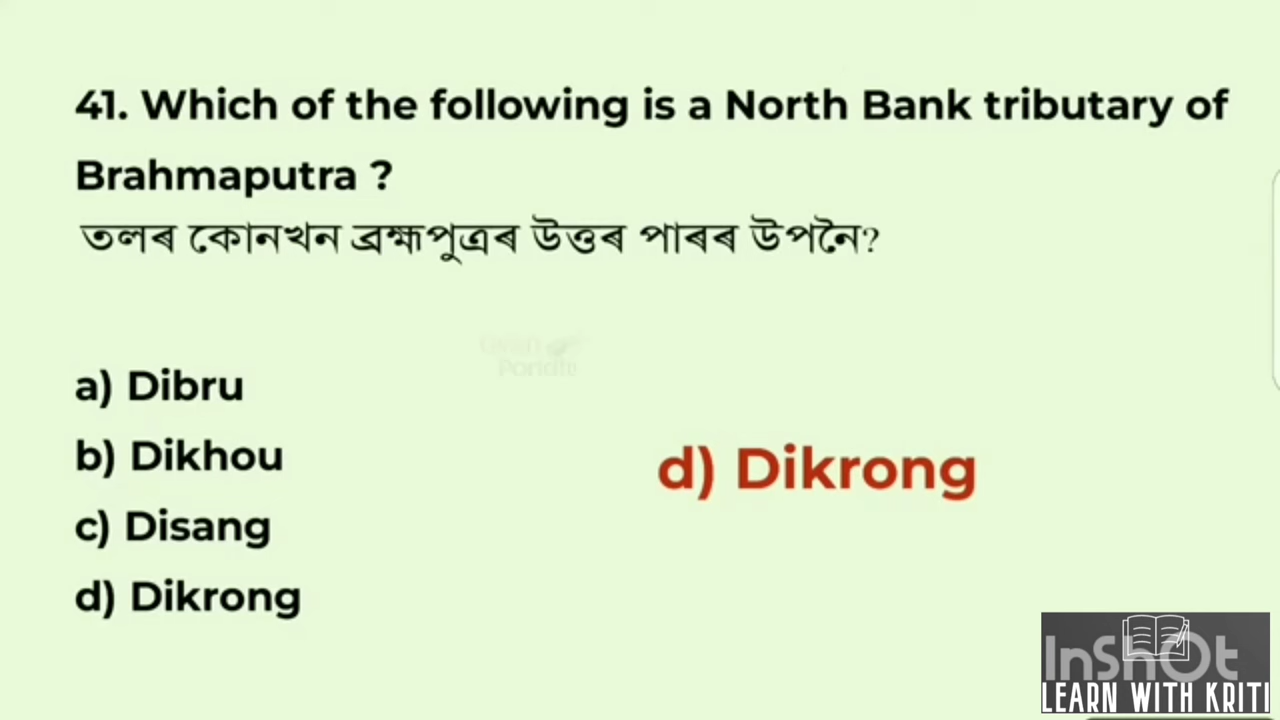 41. Which of the following is a North Bank tributary of
Brahmaputra ?
তলৰ কোনখন ব্ৰহ্মপুত্ৰৰ উত্তৰ পাৰৰ উপনৈ?
a) Dibru
b) Dikhou
c) Disang
d) Dikrong
d) Dikrong
InShOt
LEARN WITH KRITI